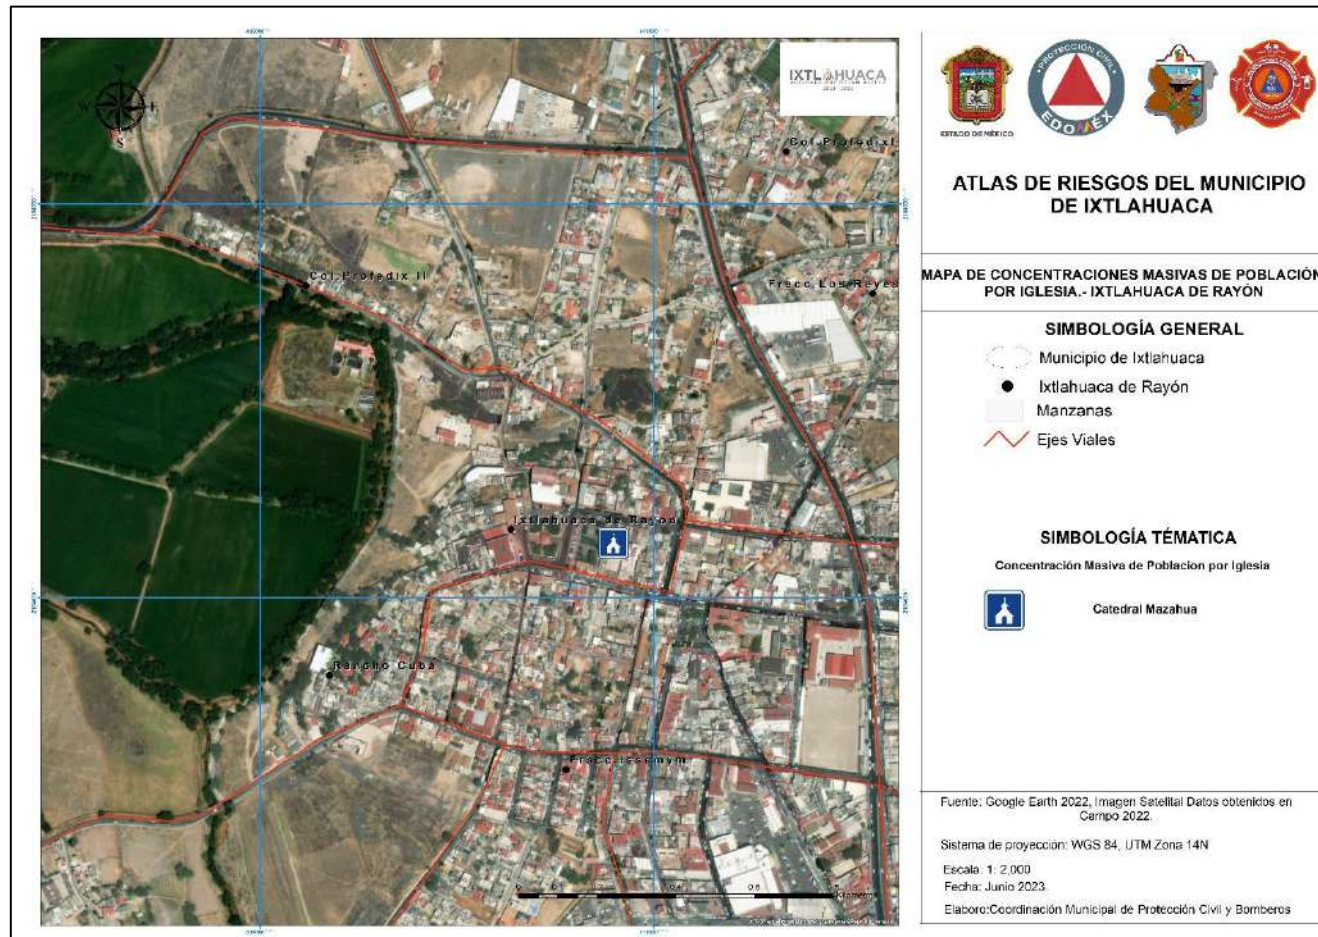 N
W E
S
IXTLAHUACA
ESTADO DE MÉXICO
PROTECCIÓN CIVIL
EDOMÉX
Col Profedixt
Col Profedix II
Fracc Los Reyes
Ixtlahuaca de Rayón
Rancho Cuba
Fracc Issemym
ATLAS DE RIESGOS DEL MUNICIPIO
DE IXTLAHUACA
MAPA DE CONCENTRACIONES MASIVAS DE POBLACIÓN
POR IGLESIA.- IXTLAHUACA DE RAYÓN
SIMBOLOGÍA GENERAL
Municipio de Ixtlahuaca
Ixtlahuaca de Rayón
Manzanas
Ejes Viales
SIMBOLOGÍA TÉMATICA
Concentración Masiva de Poblacion por Iglesia
Catedral Mazahua
Fuente: Google Earth 2022, Imagen Satelital Datos obtenidos en
Campo 2022.
Sistema de proyección: WGS 84, UTM Zona 14N
Escala: 1: 2,000
Fecha: Junio 2023.
Elaboro:Coordinación Municipal de Protección Civil y Bomberos